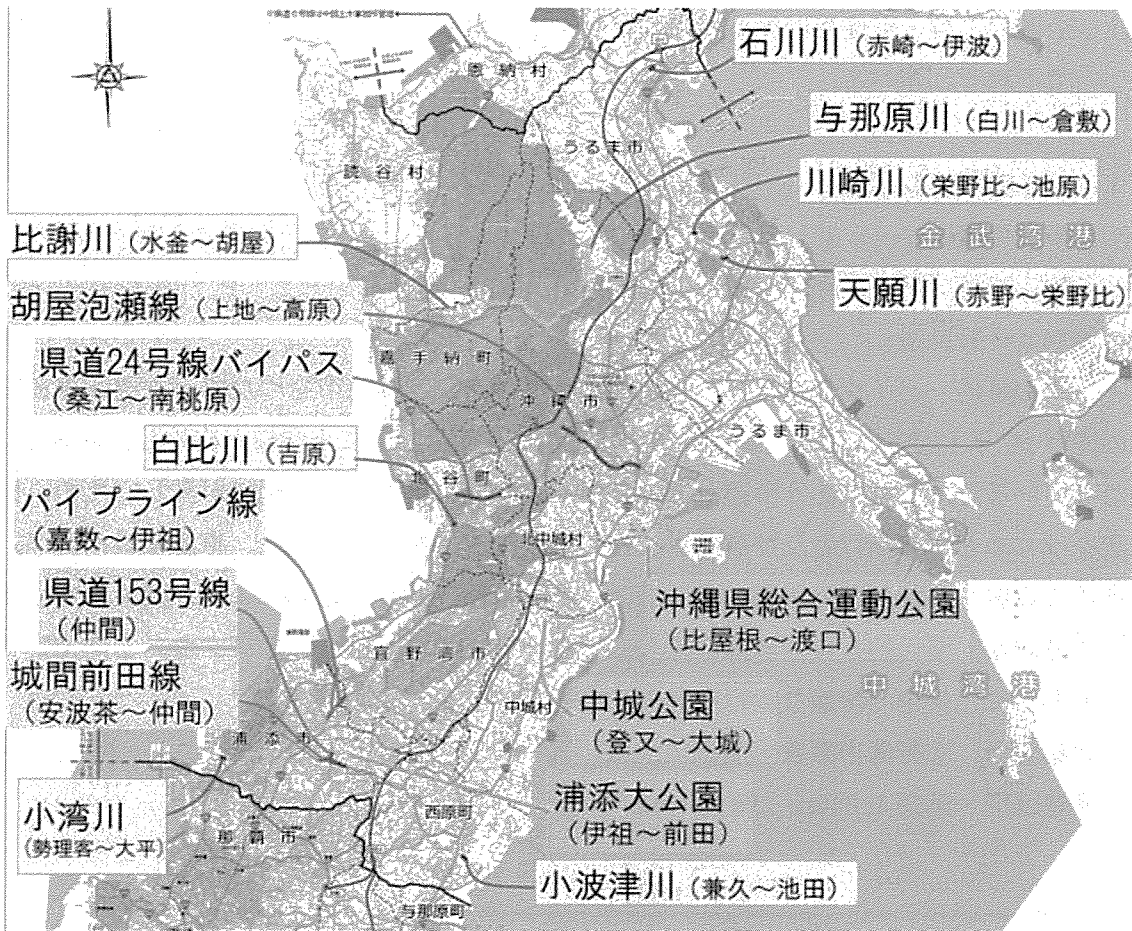 石川川（赤崎～伊波）
恩納村
与那原川（白川～倉敷）
うるま市
読谷村
川崎川（栄野比～池原）
金武湾港
比謝川（水釜～胡屋）
天願川（赤野～栄野比）
胡屋泡瀬線（上地～高原）
県道24号線バイパス
（桑江～南桃原）
嘉手納町
沖縄市
うるま市
白比川（吉原）
北谷町
パイプライン線
（嘉数～伊祖）
北中城村
県道153号線
（仲間）
沖縄県総合運動公園
（比屋根～渡口）
宜野湾市
中城湾港
城間前田線
（安波茶～仲間）
中城村
中城公園
（登又～大城）
浦添市
浦添大公園
（伊祖～前田）
小湾川
（勢理客～大平）
西原町
那覇市
小波津川（兼久～池田）
与那原町